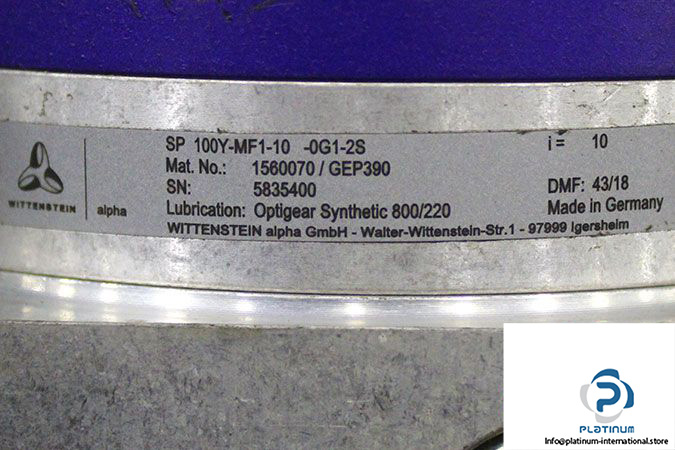 SP 100Y-MF1-10 -0G1-2S i= 10
Mat. No.: 1560070 / GEP390
SN: 5835400 DMF: 43/18
Lubrication: Optigear Synthetic 800/220 Made in Germany
WITTENSTEIN alpha GmbH - Walter-Wittenstein-Str.1 - 97999 Igersheim
WITTENSTEIN alpha
PLATINUM
Info@platinum-international.store